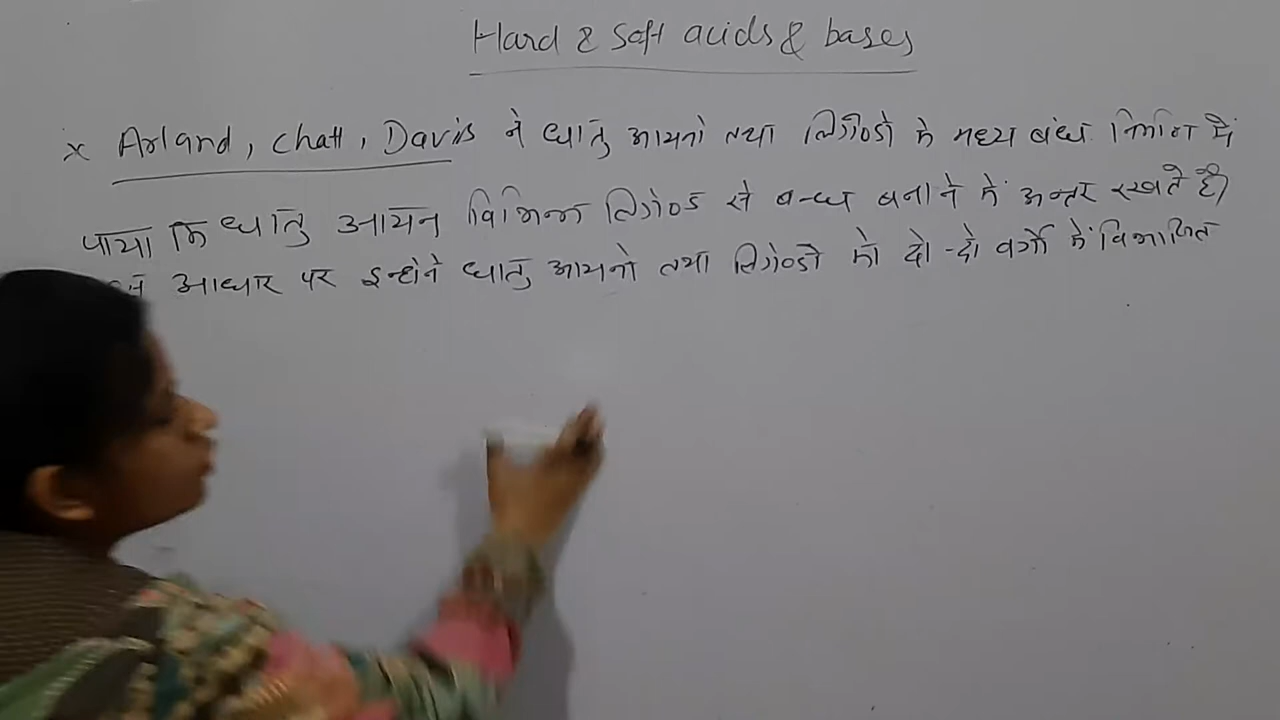 Hard & Soft acids & bases
x Arland, chatt, Davis ने धातु आयनो तथा लिगेण्डो के मध्य बंध निर्माण में
पाया कि धातु आयन विभिन्न लिगेण्ड से बन्ध बनाने में अन्तर रखते है।
आधार पर इन्होने धातु आयनो तथा लिगेण्डो को दो-दो वर्गो में विभाजित